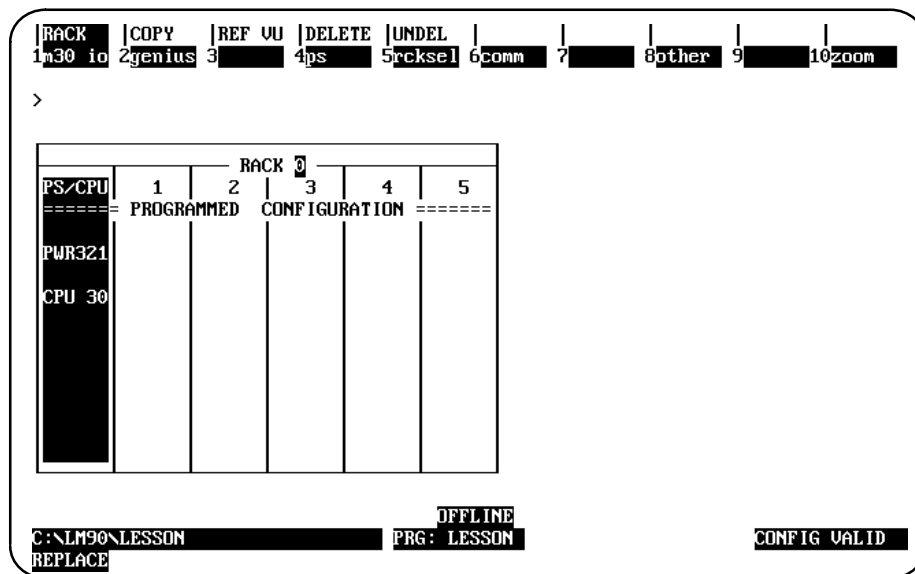 |RACK |COPY |REF VU |DELETE |UNDEL | | | |
1m30 io 2genius 3 4ps 5rcksel 6comm 7 8other 9 10zoom
>
RACK 0
PS/CPU 1 2 3 4 5
======= PROGRAMMED CONFIGURATION =======
PWR321
CPU 30
OFFLINE
C:\LM90\LESSON PRG: LESSON CONFIG VALID
REPLACE